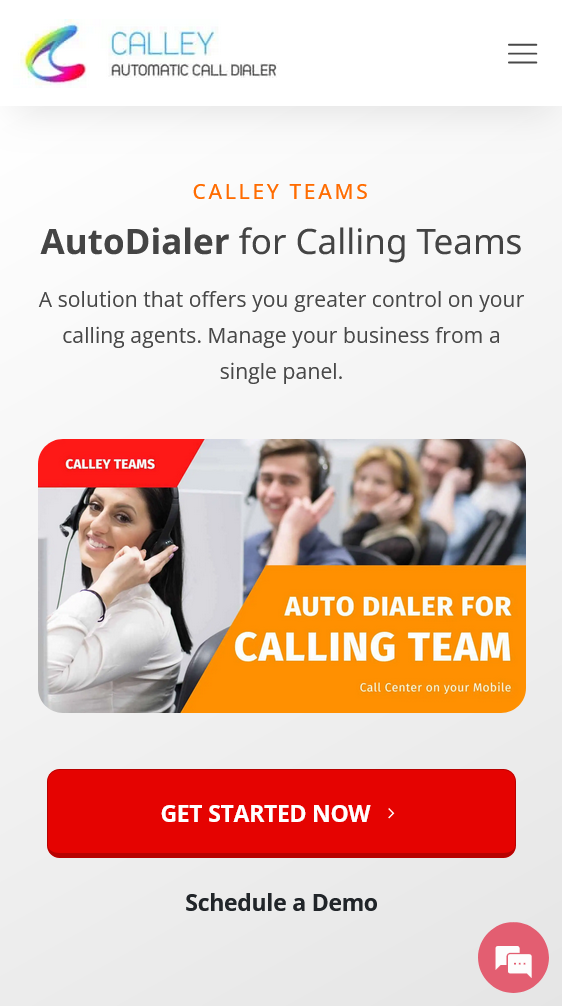 CALLEY
AUTOMATIC CALL DIALER
CALLEY TEAMS
AutoDialer for Calling Teams
A solution that offers you greater control on your
calling agents. Manage your business from a
single panel.
CALLEY TEAMS
AUTO DIALER FOR
CALLING TEAM
Call Center on your Mobile
GET STARTED NOW
Schedule a Demo